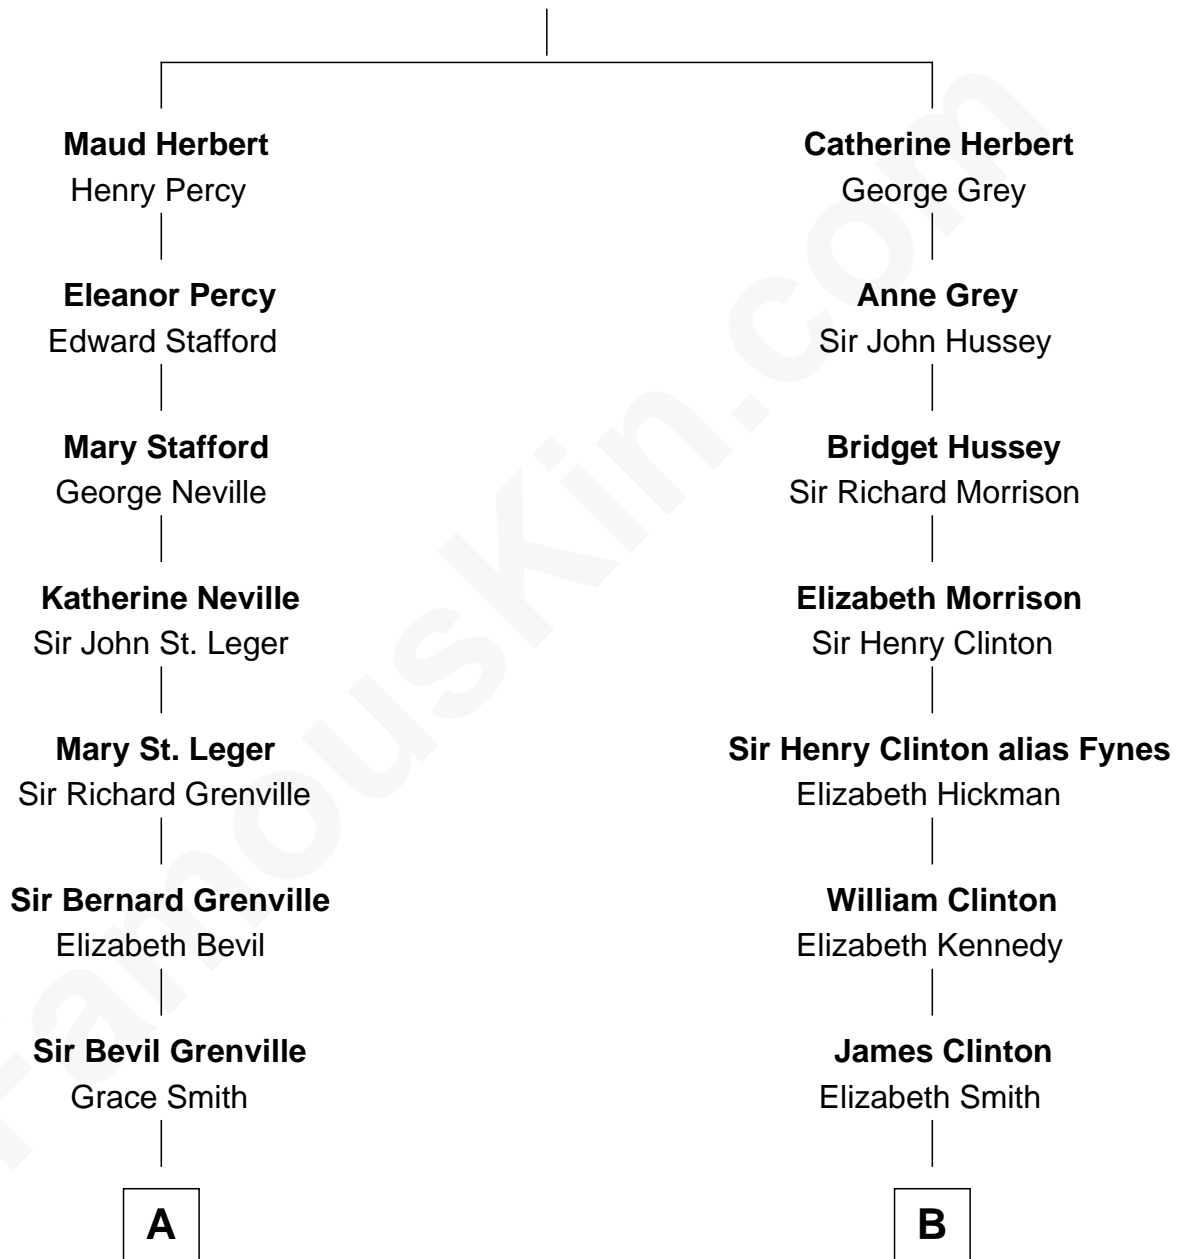 Maud Herbert
Henry Percy
Catherine Herbert
George Grey
Eleanor Percy
Edward Stafford
Anne Grey
Sir John Hussey
Mary Stafford
George Neville
Bridget Hussey
Sir Richard Morrison
Katherine Neville
Sir John St. Leger
Elizabeth Morrison
Sir Henry Clinton
Mary St. Leger
Sir Richard Grenville
Sir Henry Clinton alias Fynes
Elizabeth Hickman
Sir Bernard Grenville
Elizabeth Bevil
William Clinton
Elizabeth Kennedy
Sir Bevil Grenville
Grace Smith
James Clinton
Elizabeth Smith
A
B
FamousKin.com